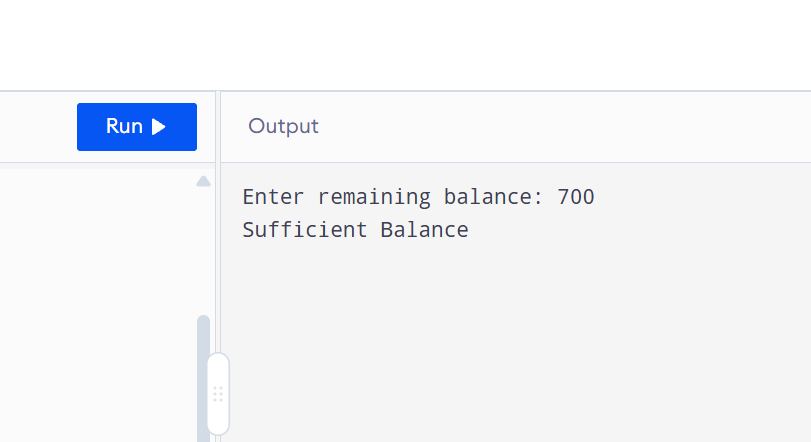 Run
Output
Enter remaining balance: 700
Sufficient Balance